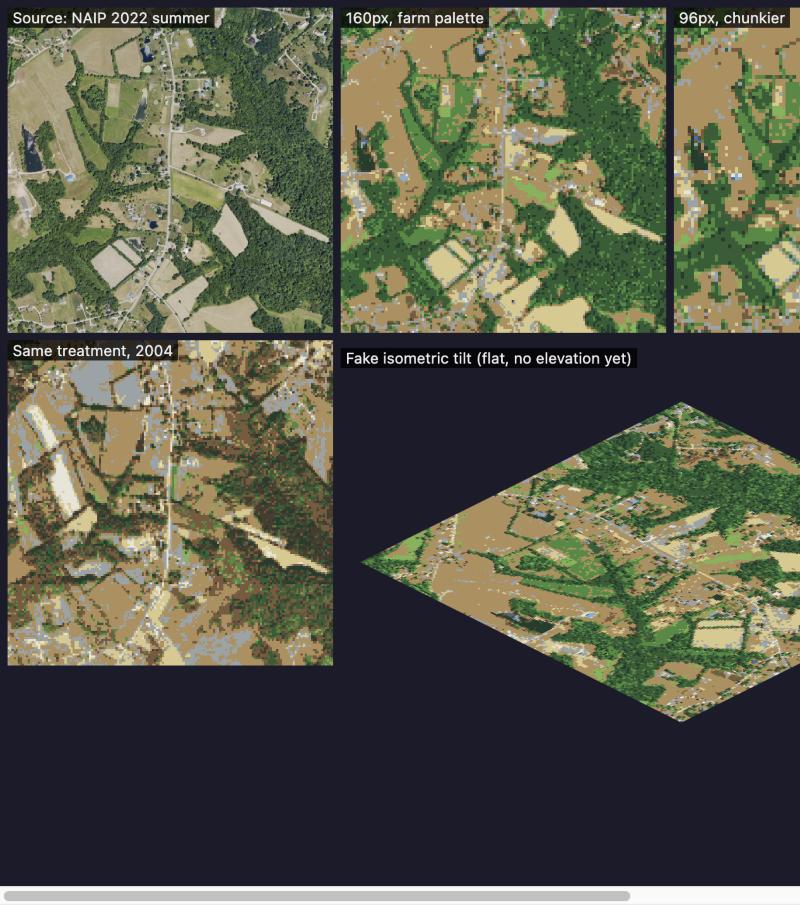 Source: NAIP 2022 summer
160px, farm palette
96px, chunkier
Same treatment, 2004
Fake isometric tilt (flat, no elevation yet)